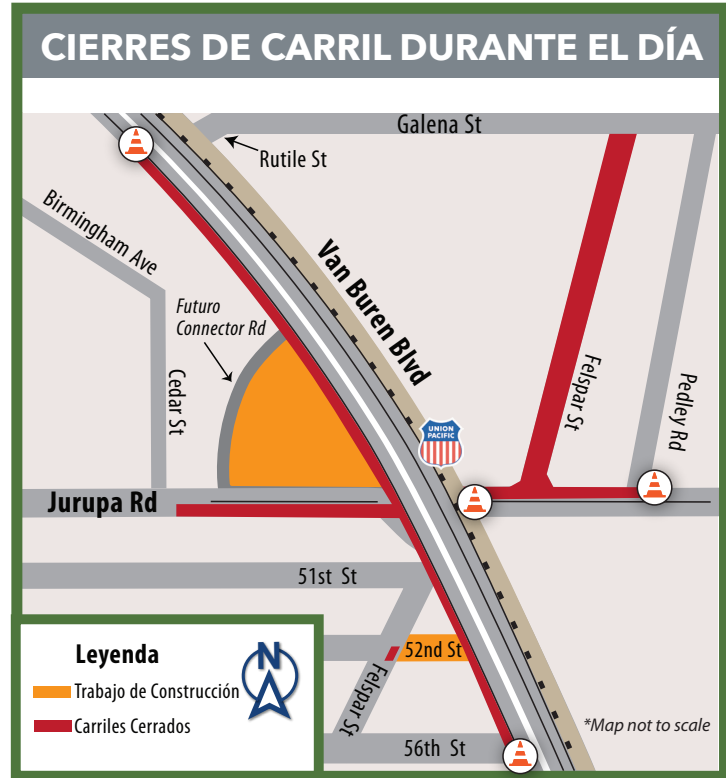 CIERRES DE CARRIL DURANTE EL DÍA
Galena St
Rutile St
Birmingham Ave
Van Buren Blvd
Futuro
Connector Rd
Cedar St
Felspar St
Pedley Rd
UNION
PACIFIC
Jurupa Rd
51st St
52nd St
Felspar St
56th St
Leyenda
N
Trabajo de Construcción
Carriles Cerrados
*Map not to scale